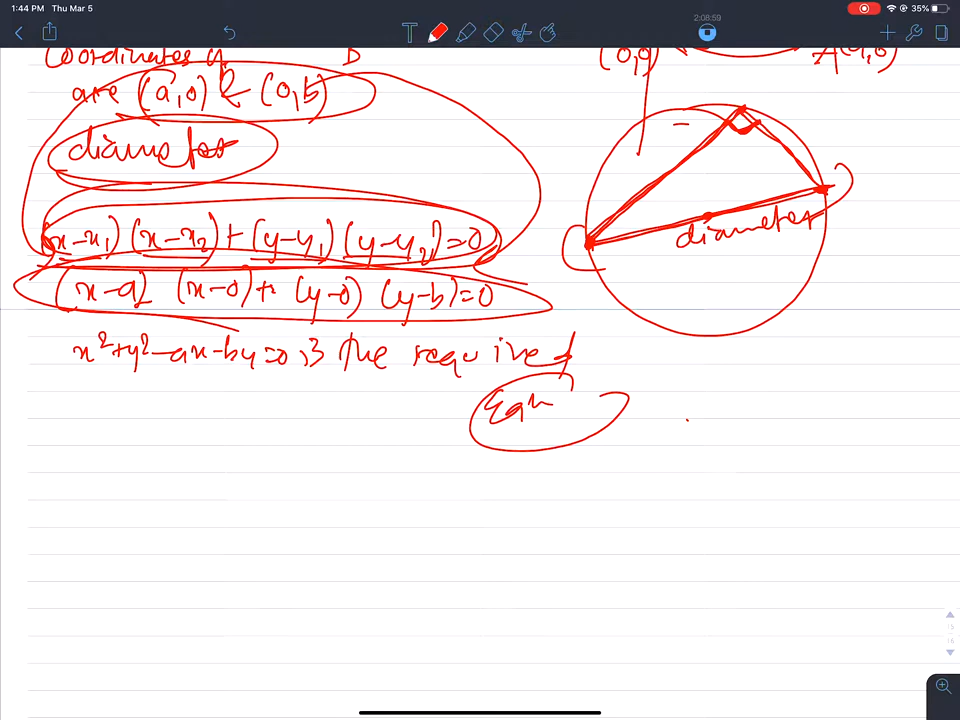 1:44 PM Thu Mar 5
2:08:59
35%
Coordinates of B
(0,0) A(a,0)
are (a,0) & (0,b)
diameter
(x-x₁) (x-x₂) + (y-y₁) (y-y₂) = 0
diameter
(x-a) (x-0) + (y-0) (y-b) = 0
x²+y²-ax-by=0 is the required
Eqn